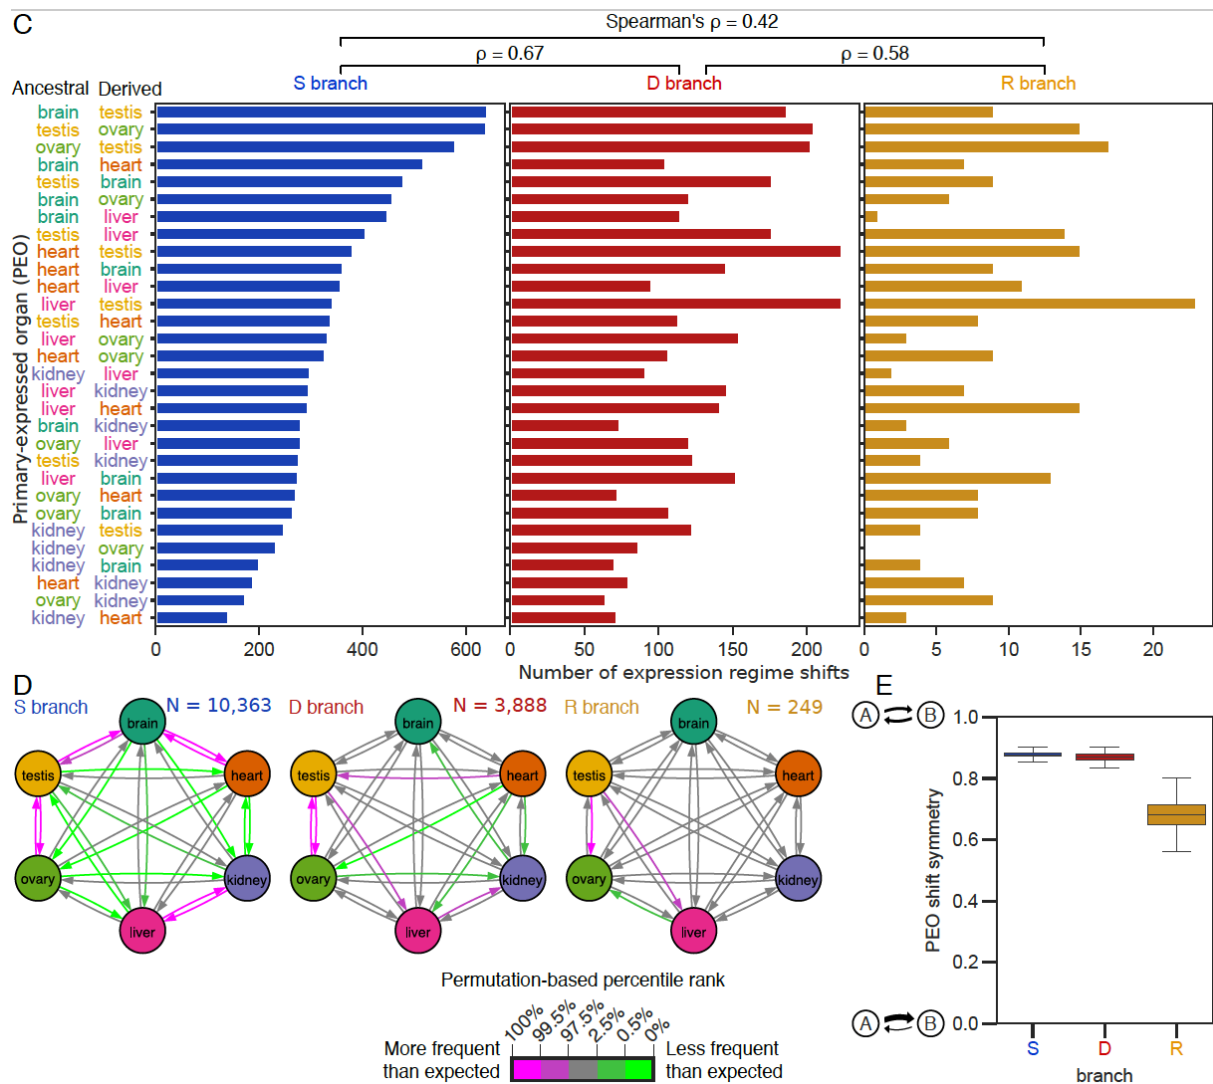 C
Spearman's ρ = 0.42
ρ = 0.67
ρ = 0.58
Ancestral Derived
S branch
D branch
R branch
Primary-expressed organ (PEO)
brain testis
testis ovary
ovary testis
brain heart
testis brain
brain ovary
brain liver
testis liver
heart testis
heart brain
heart liver
liver testis
testis heart
liver ovary
heart ovary
kidney liver
liver kidney
liver heart
brain kidney
ovary liver
testis kidney
liver brain
ovary heart
ovary brain
kidney testis
kidney ovary
kidney brain
heart kidney
ovary kidney
kidney heart
0 200 400 600
0 50 100 150 200
0 5 10 15 20
Number of expression regime shifts
D
S branch
N = 10,363
brain
testis
heart
ovary
kidney
liver
D branch
N = 3,888
brain
testis
heart
ovary
kidney
liver
R branch
N = 249
brain
testis
heart
ovary
kidney
liver
Permutation-based percentile rank
100%
99.5%
97.5%
2.5%
0.5%
0%
More frequent
than expected
Less frequent
than expected
E
A B
A B
PEO shift symmetry
1.0
0.8
0.6
0.4
0.2
0.0
S D R
branch